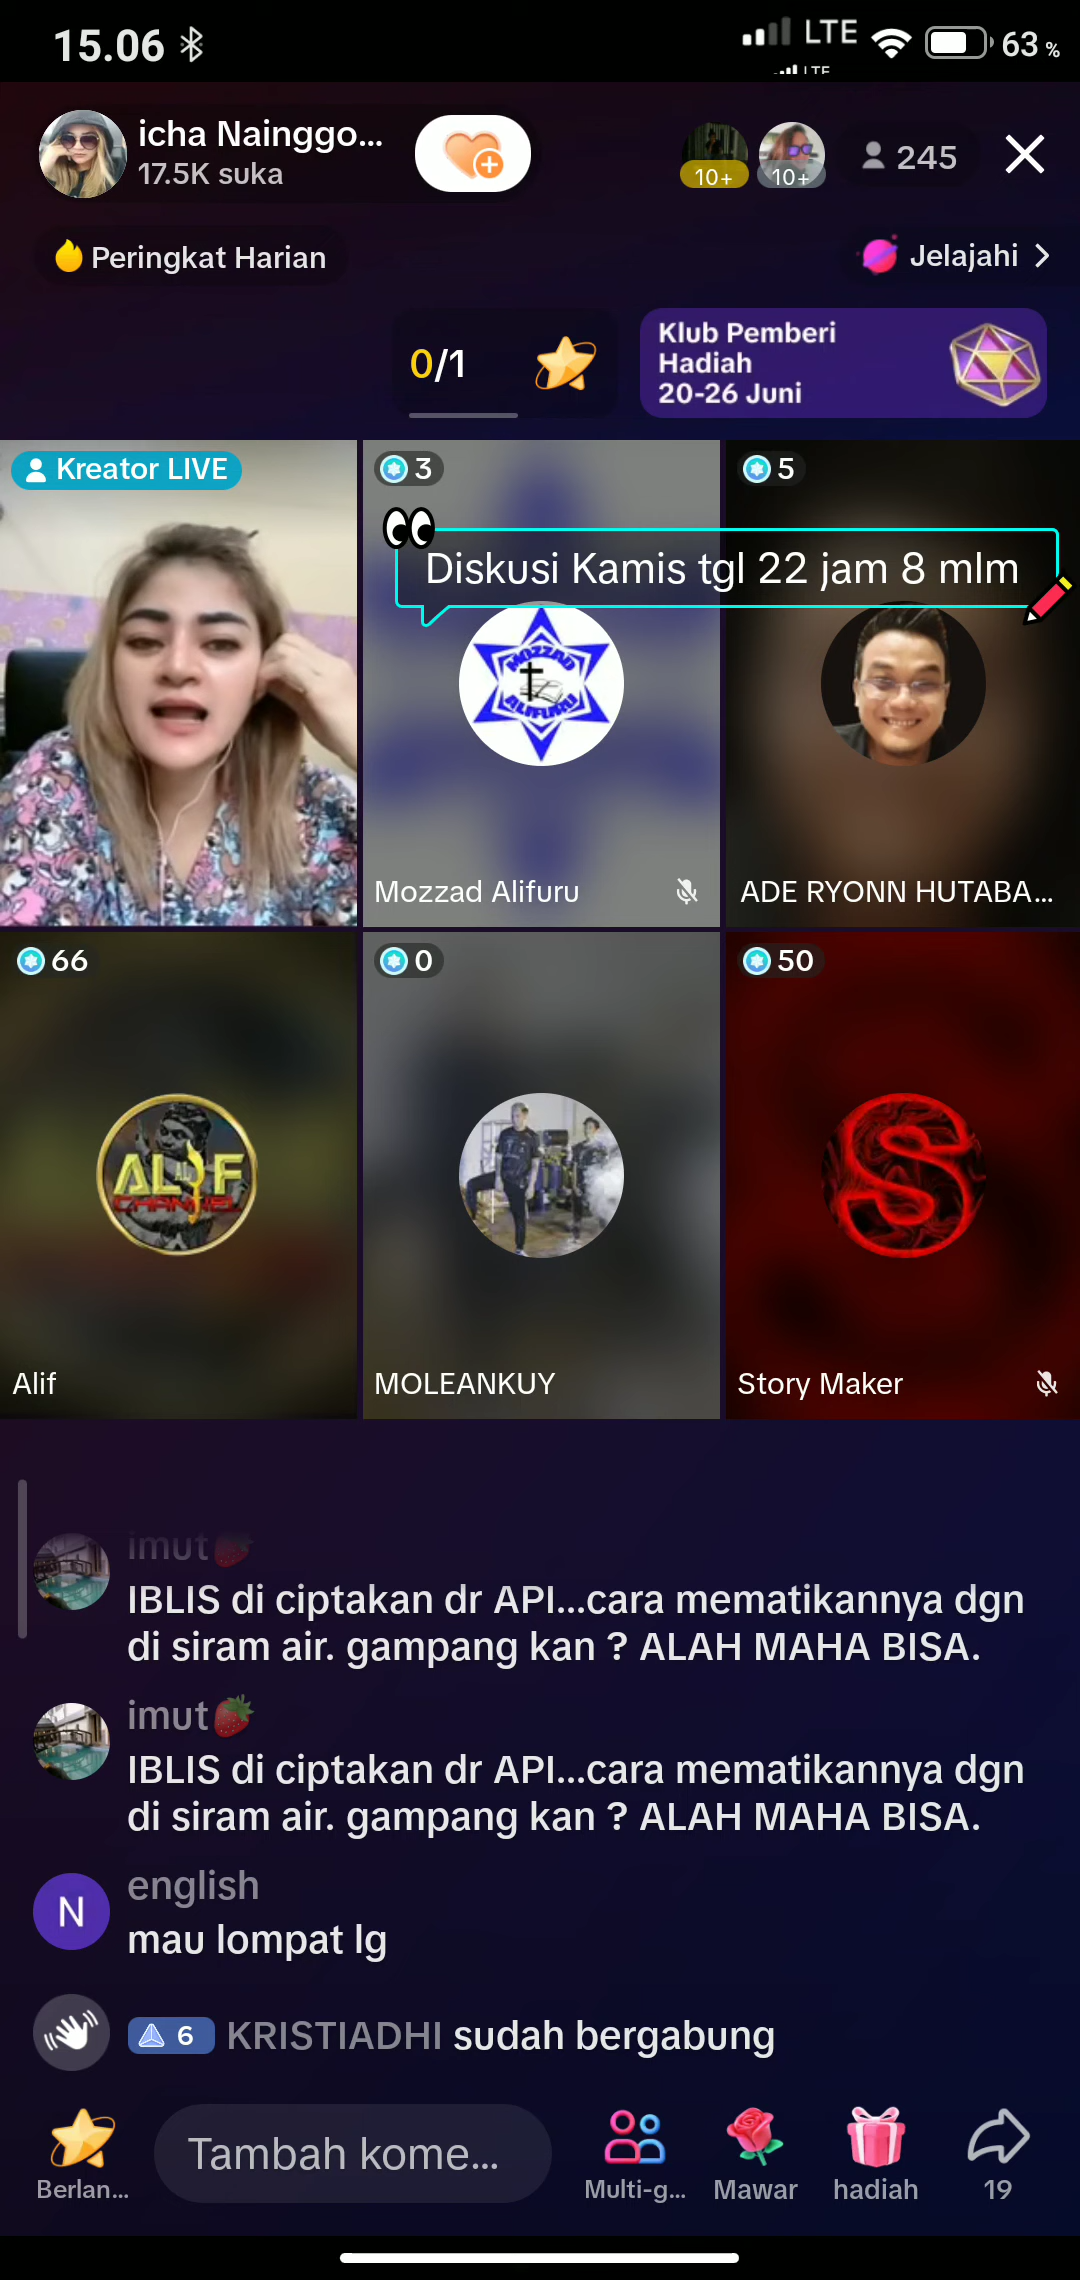 15.06
LTE
63 %
LTE
icha Nainggo...
17.5K suka
10+
10+
245
Peringkat Harian
Jelajahi
0/1
Klub Pemberi
Hadiah
20-26 Juni
Kreator LIVE
3
5
Diskusi Kamis tgl 22 jam 8 mlm
MOZZAD
ALIFURU
Mozzad Alifuru
ADE RYONN HUTABA...
66
0
50
ALIF
CHANNEL
S
Alif
MOLEANKUY
Story Maker
imut
IBLIS di ciptakan dr API...cara mematikannya dgn
di siram air. gampang kan ? ALAH MAHA BISA.
imut
IBLIS di ciptakan dr API...cara mematikannya dgn
di siram air. gampang kan ? ALAH MAHA BISA.
N
english
mau lompat lg
6 KRISTIADHI sudah bergabung
Tambah kome...
Berlan...
Multi-g...
Mawar
hadiah
19